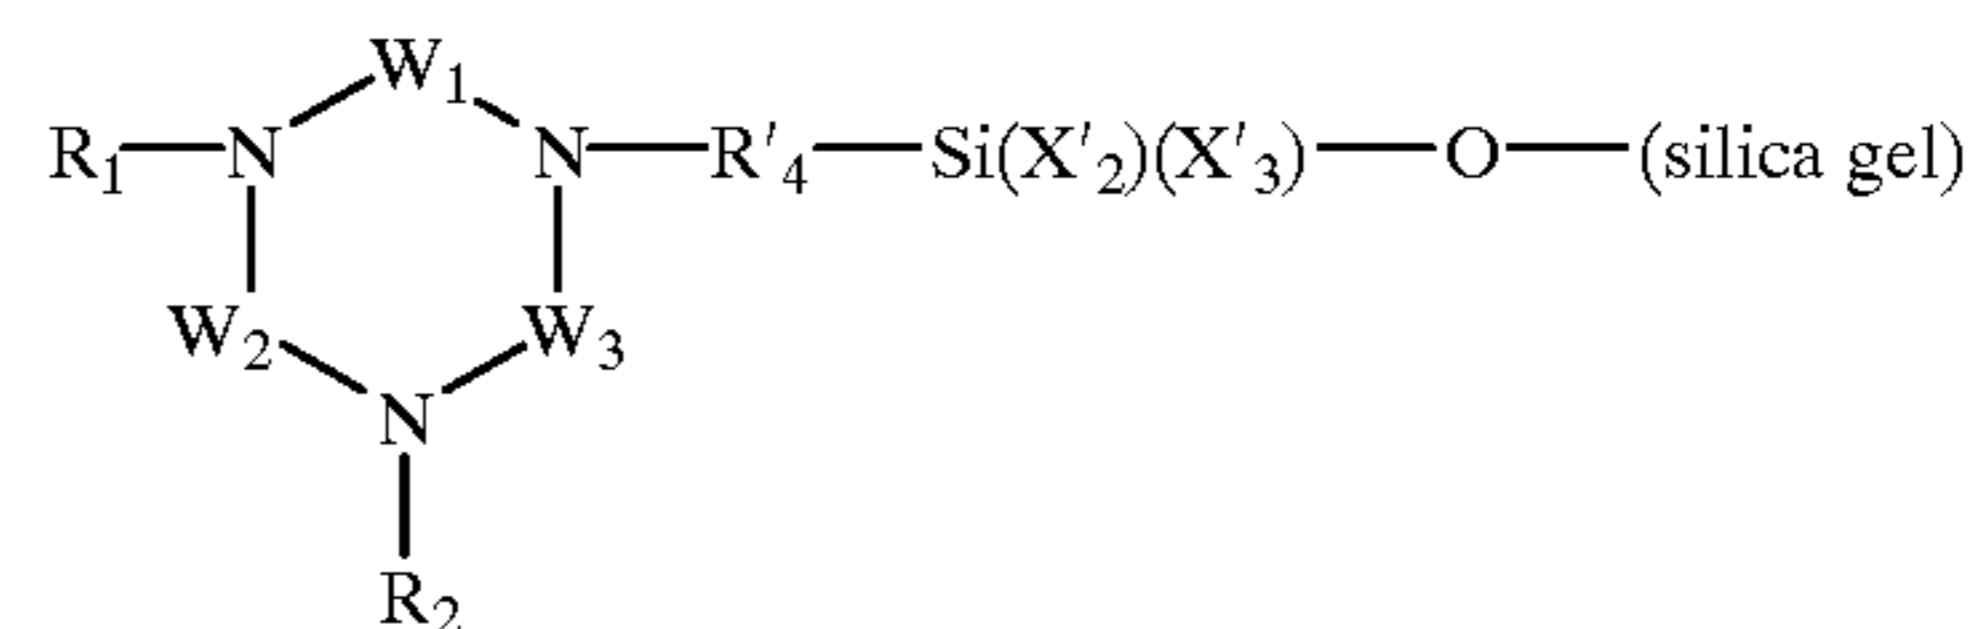 W₁
R₁—N N—R′₄—Si(X′₂)(X′₃)—O—(silica gel)
W₂ W₃
N
R₂